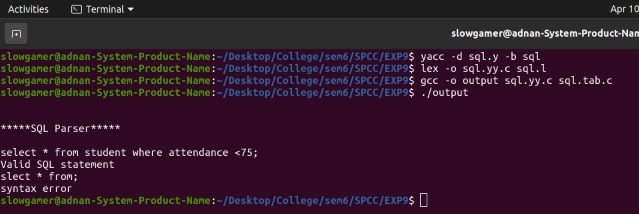 Activities
Terminal
Apr 10
slowgamer@adnan-System-Product-Nam
slowgamer@adnan-System-Product-Name:~/Desktop/College/sem6/SPCC/EXP9$ yacc -d sql.y -b sql
slowgamer@adnan-System-Product-Name:~/Desktop/College/sem6/SPCC/EXP9$ lex -o sql.yy.c sql.l
slowgamer@adnan-System-Product-Name:~/Desktop/College/sem6/SPCC/EXP9$ gcc -o output sql.yy.c sql.tab.c
slowgamer@adnan-System-Product-Name:~/Desktop/College/sem6/SPCC/EXP9$ ./output
*****SQL Parser*****
select * from student where attendance <75;
Valid SQL statement
slect * from;
syntax error
slowgamer@adnan-System-Product-Name:~/Desktop/College/sem6/SPCC/EXP9$